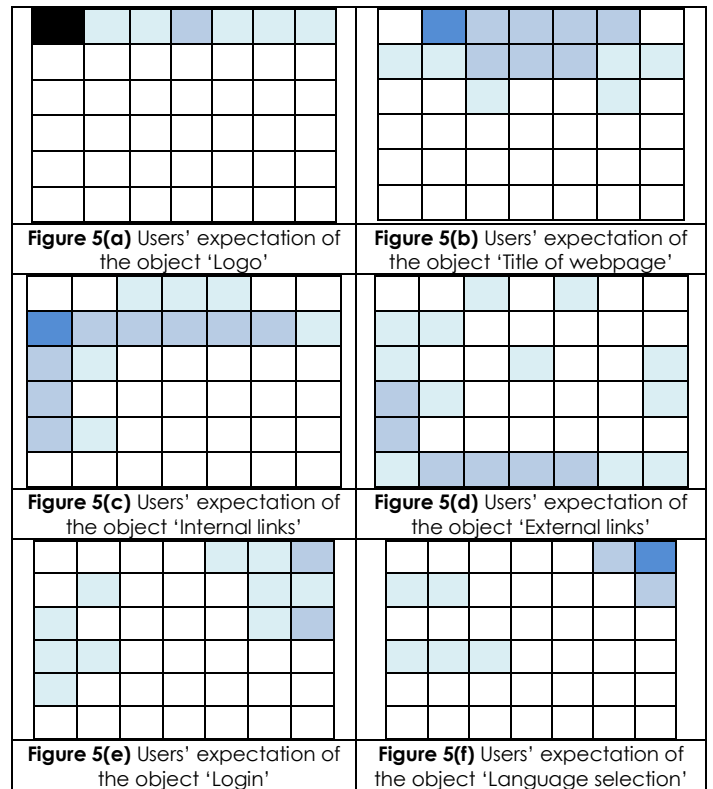 Figure 5(a) Users’ expectation of
the object ‘Logo’
Figure 5(b) Users’ expectation of
the object ‘Title of webpage’
Figure 5(c) Users’ expectation of
the object ‘Internal links’
Figure 5(d) Users’ expectation of
the object ‘External links’
Figure 5(e) Users’ expectation of
the object ‘Login’
Figure 5(f) Users’ expectation of
the object ‘Language selection’